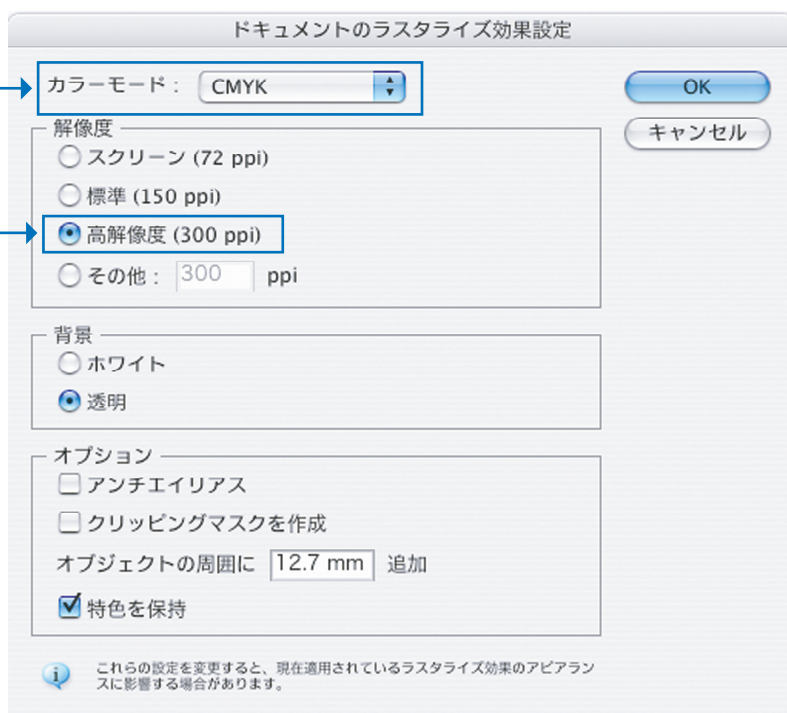 ドキュメントのラスタライズ効果設定
カラーモード： CMYK
OK
キャンセル
解像度
スクリーン (72 ppi)
標準 (150 ppi)
高解像度 (300 ppi)
その他： 300 ppi
背景
ホワイト
透明
オプション
アンチエイリアス
クリッピングマスクを作成
オブジェクトの周囲に 12.7 mm 追加
特色を保持
これらの設定を変更すると、現在適用されているラスタライズ効果のアピアラン
スに影響する場合があります。